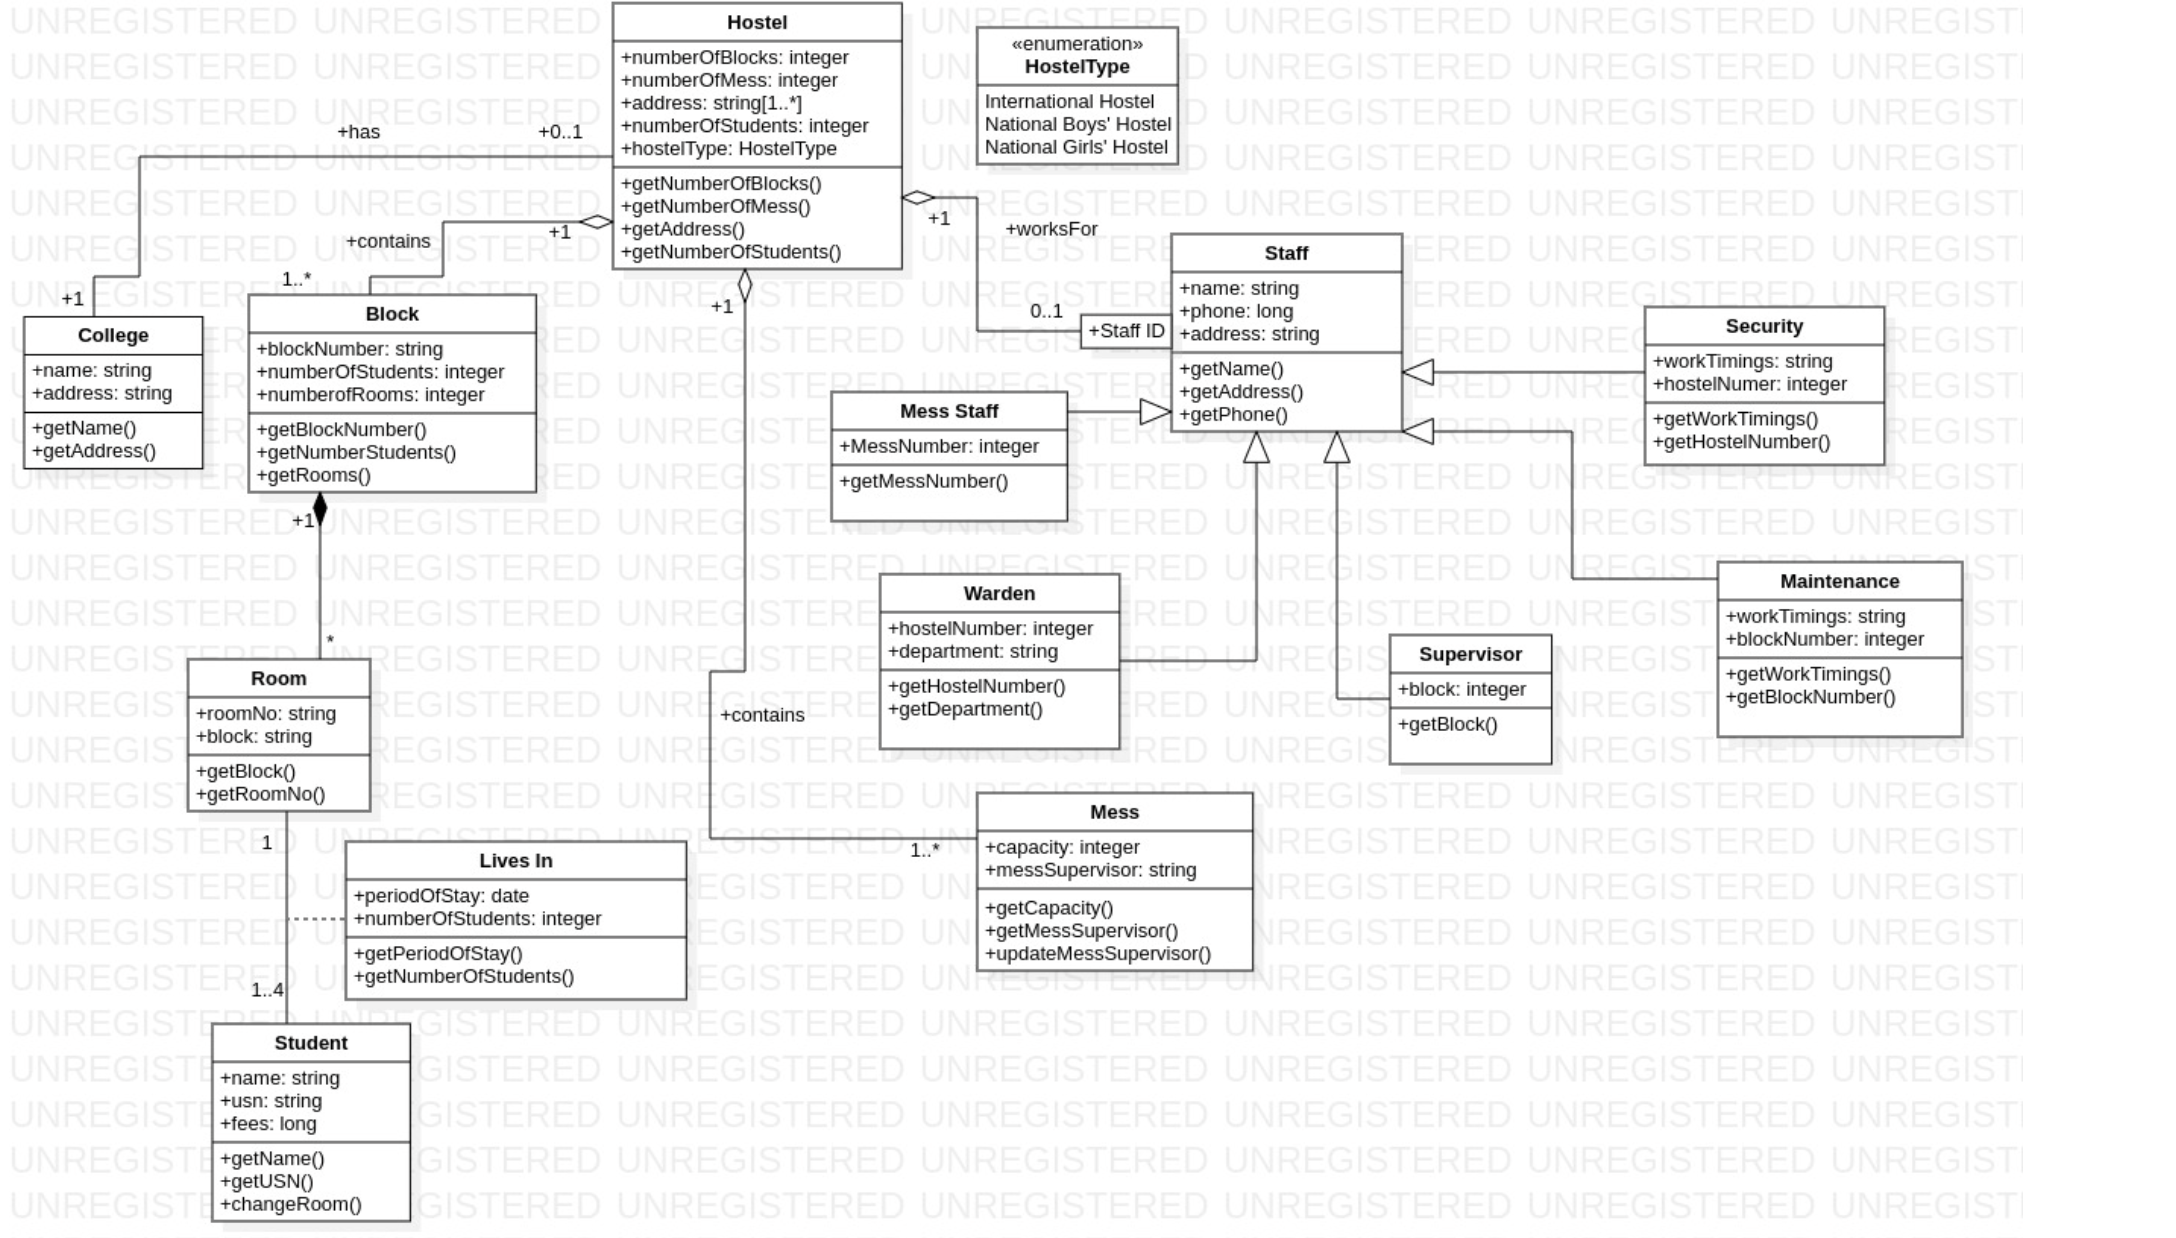 Hostel
+numberOfBlocks: integer
+numberOfMess: integer
+address: string[1..*]
+numberOfStudents: integer
+hostelType: HostelType
+getNumberOfBlocks()
+getNumberOfMess()
+getAddress()
+getNumberOfStudents()
«enumeration»
HostelType
International Hostel
National Boys' Hostel
National Girls' Hostel
+has
+0..1
+1
+contains
+1
1..*
+1
+worksFor
0..1
+Staff ID
+1
College
+name: string
+address: string
+getName()
+getAddress()
Block
+blockNumber: string
+numberOfStudents: integer
+numberofRooms: integer
+getBlockNumber()
+getNumberStudents()
+getRooms()
Staff
+name: string
+phone: long
+address: string
+getName()
+getAddress()
+getPhone()
Security
+workTimings: string
+hostelNumer: integer
+getWorkTimings()
+getHostelNumber()
Mess Staff
+MessNumber: integer
+getMessNumber()
+1
*
Warden
+hostelNumber: integer
+department: string
+getHostelNumber()
+getDepartment()
Supervisor
+block: integer
+getBlock()
Maintenance
+workTimings: string
+blockNumber: integer
+getWorkTimings()
+getBlockNumber()
Room
+roomNo: string
+block: string
+getBlock()
+getRoomNo()
+contains
1..*
Mess
+capacity: integer
+messSupervisor: string
+getCapacity()
+getMessSupervisor()
+updateMessSupervisor()
1
Lives In
+periodOfStay: date
+numberOfStudents: integer
+getPeriodOfStay()
+getNumberOfStudents()
1..4
Student
+name: string
+usn: string
+fees: long
+getName()
+getUSN()
+changeRoom()
UNREGISTERED